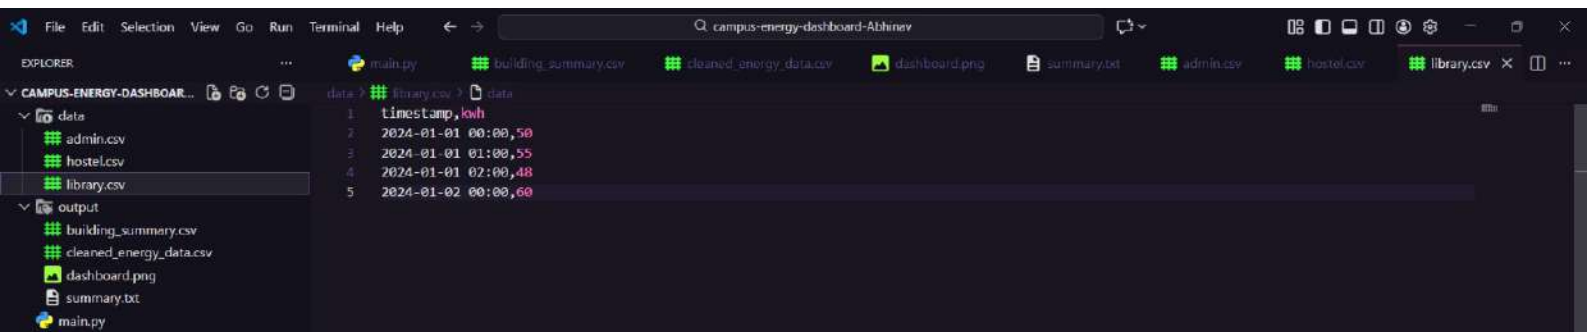 File Edit Selection View Go Run Terminal Help
campus-energy-dashboard-Abhinav
EXPLORER
main.py
building_summary.csv
cleaned_energy_data.csv
dashboard.png
summary.txt
admin.csv
hostel.csv
library.csv
CAMPUS-ENERGY-DASHBOAR...
data
admin.csv
hostel.csv
library.csv
output
building_summary.csv
cleaned_energy_data.csv
dashboard.png
summary.txt
main.py
data > library.csv > data
1 timestamp,kwh
2 2024-01-01 00:00,50
3 2024-01-01 01:00,55
4 2024-01-01 02:00,48
5 2024-01-02 00:00,60